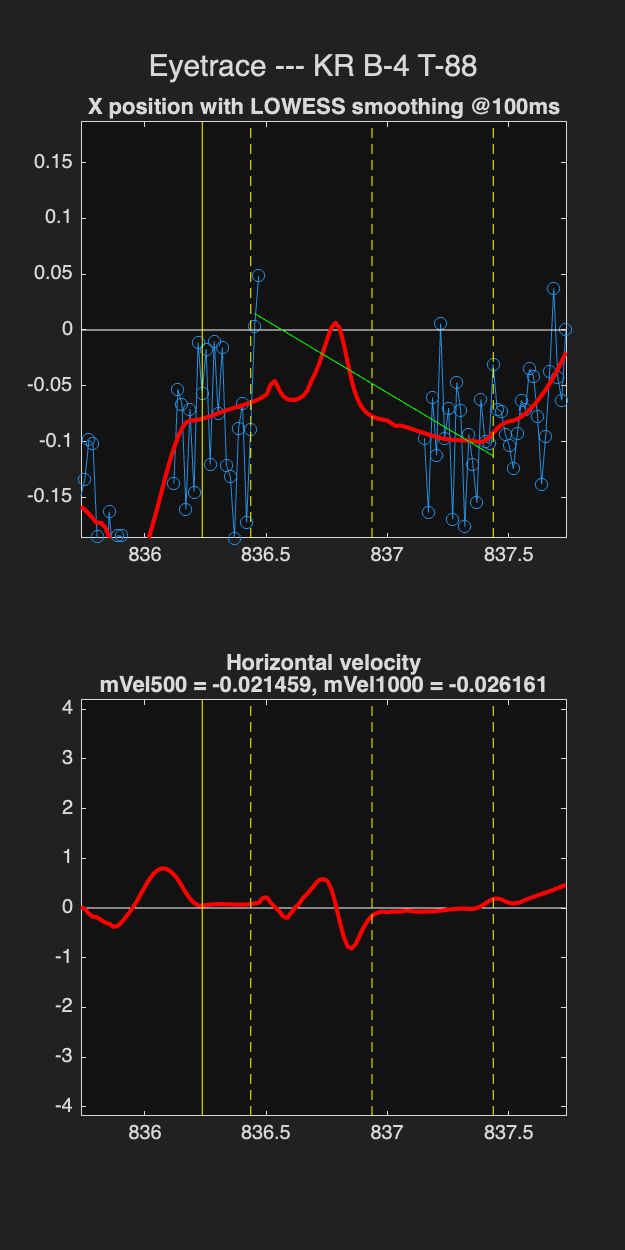 Eyetrace --- KR B-4 T-88
X position with LOWESS smoothing @100ms
0.15
0.1
0.05
0
-0.05
-0.1
-0.15
836 836.5 837 837.5
Horizontal velocity
mVel500 = -0.021459, mVel1000 = -0.026161
4
3
2
1
0
-1
-2
-3
-4
836 836.5 837 837.5